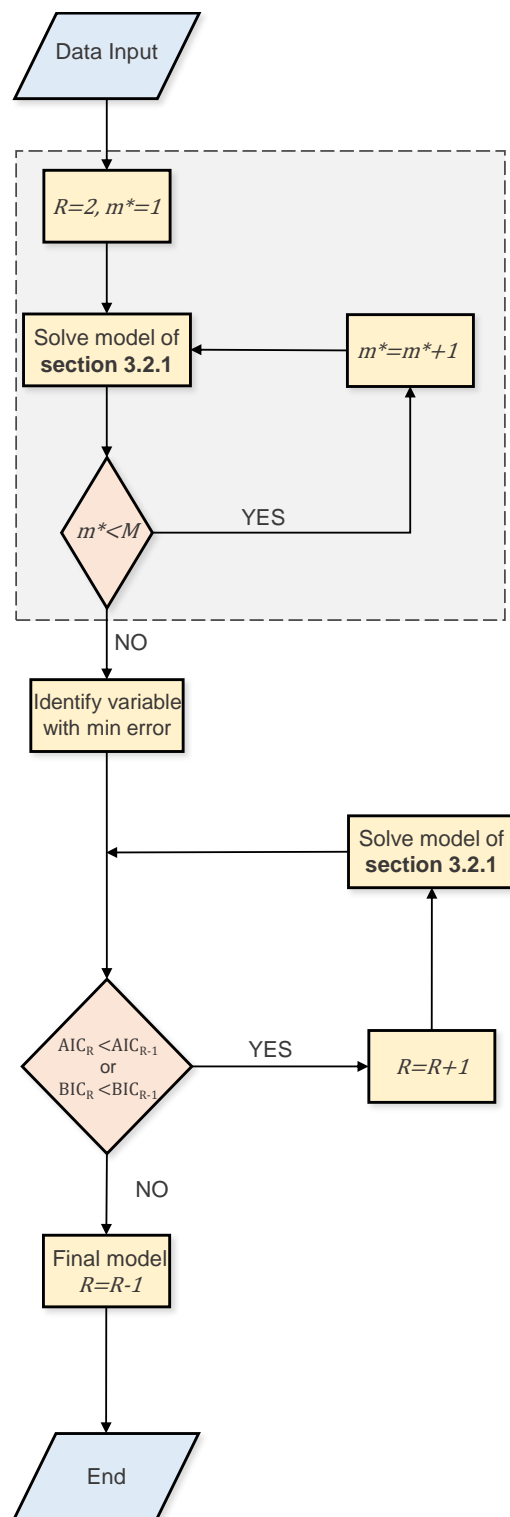 Data Input
R=2, m*=1
Solve model of
section 3.2.1
m*=m*+1
m*<M
YES
NO
Identify variable
with min error
Solve model of
section 3.2.1
AIC_R <AIC_{R-1}
or
BIC_R <BIC_{R-1}
YES
R=R+1
NO
Final model
R=R-1
End